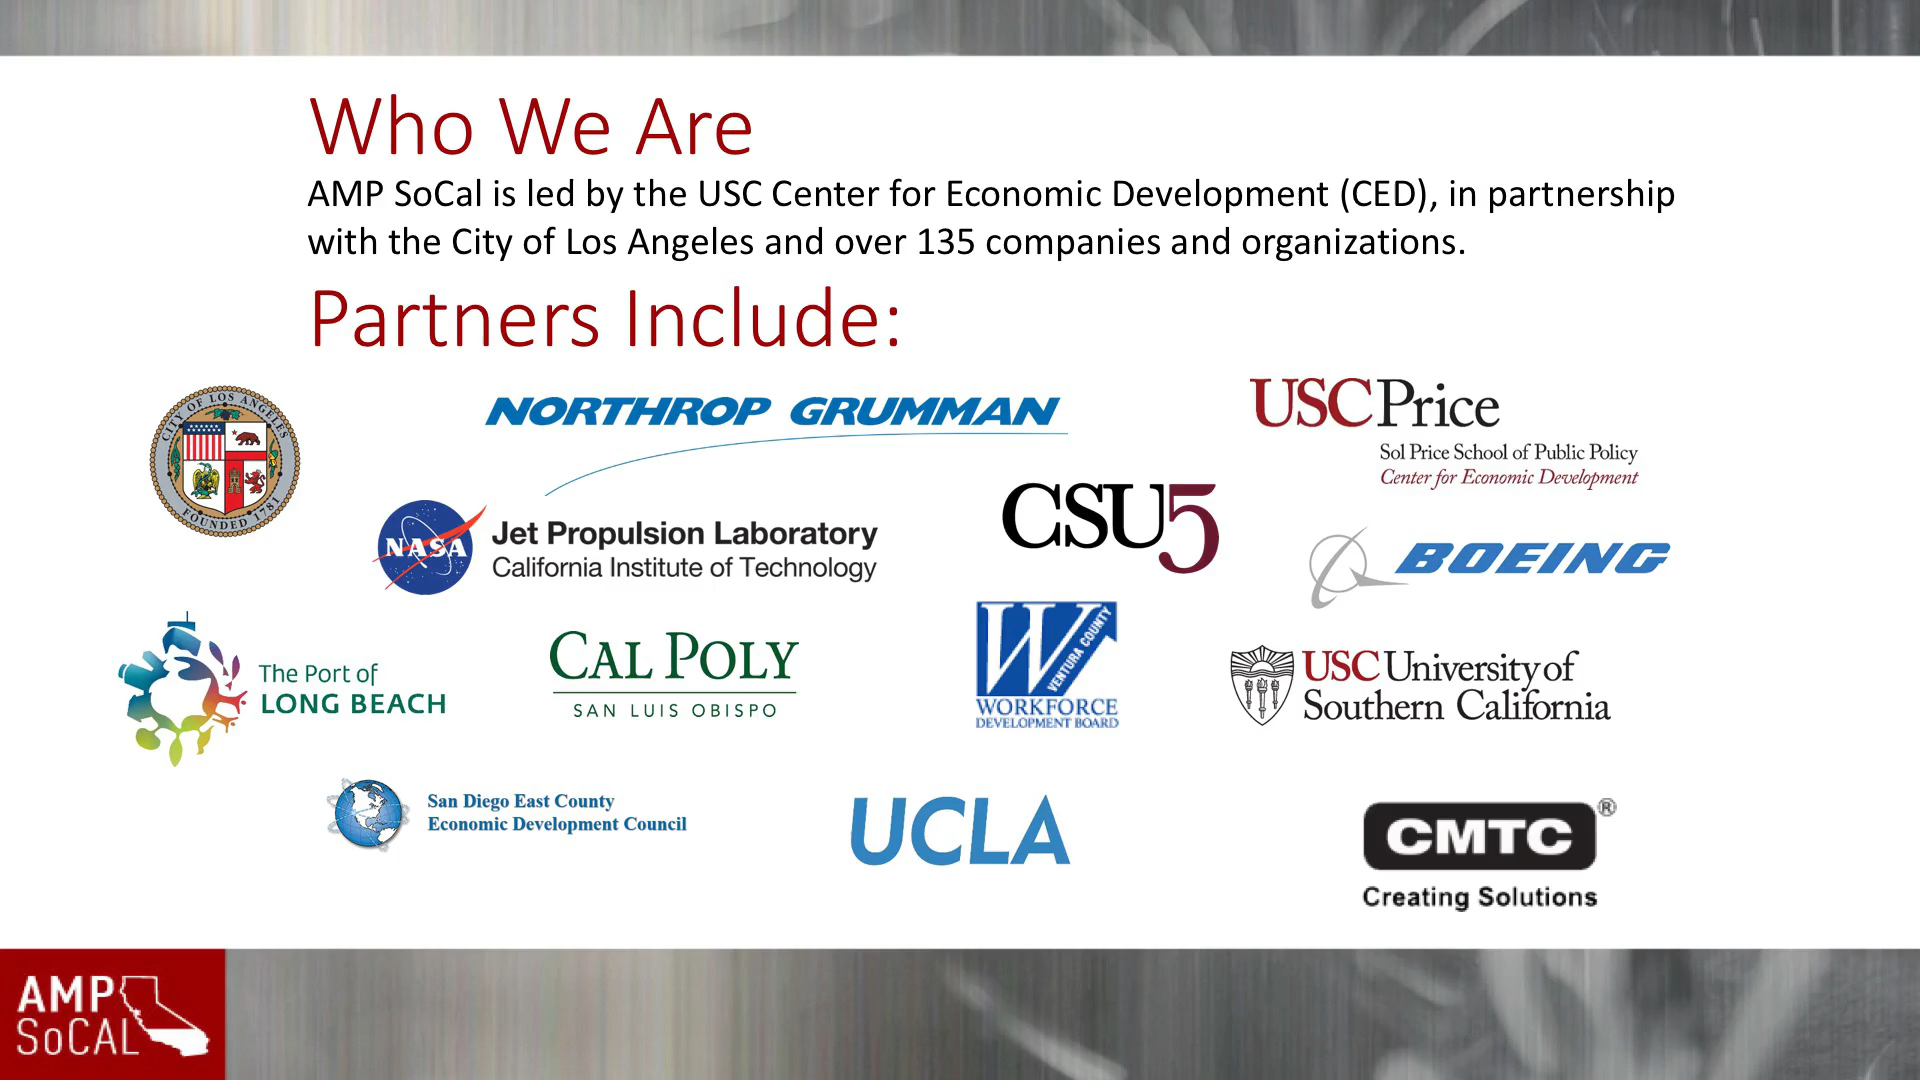 Who We Are
AMP SoCal is led by the USC Center for Economic Development (CED), in partnership
with the City of Los Angeles and over 135 companies and organizations.
Partners Include:
CITY OF LOS ANGELES
FOUNDED 1781
NORTHROP GRUMMAN
USC Price
Sol Price School of Public Policy
Center for Economic Development
NASA
Jet Propulsion Laboratory
California Institute of Technology
CSU5
BOEING
The Port of
LONG BEACH
CAL POLY
SAN LUIS OBISPO
W
VENTURA COUNTY
WORKFORCE
DEVELOPMENT BOARD
USC University of
Southern California
San Diego East County
Economic Development Council
UCLA
CMTC®
Creating Solutions
AMP
SoCAL